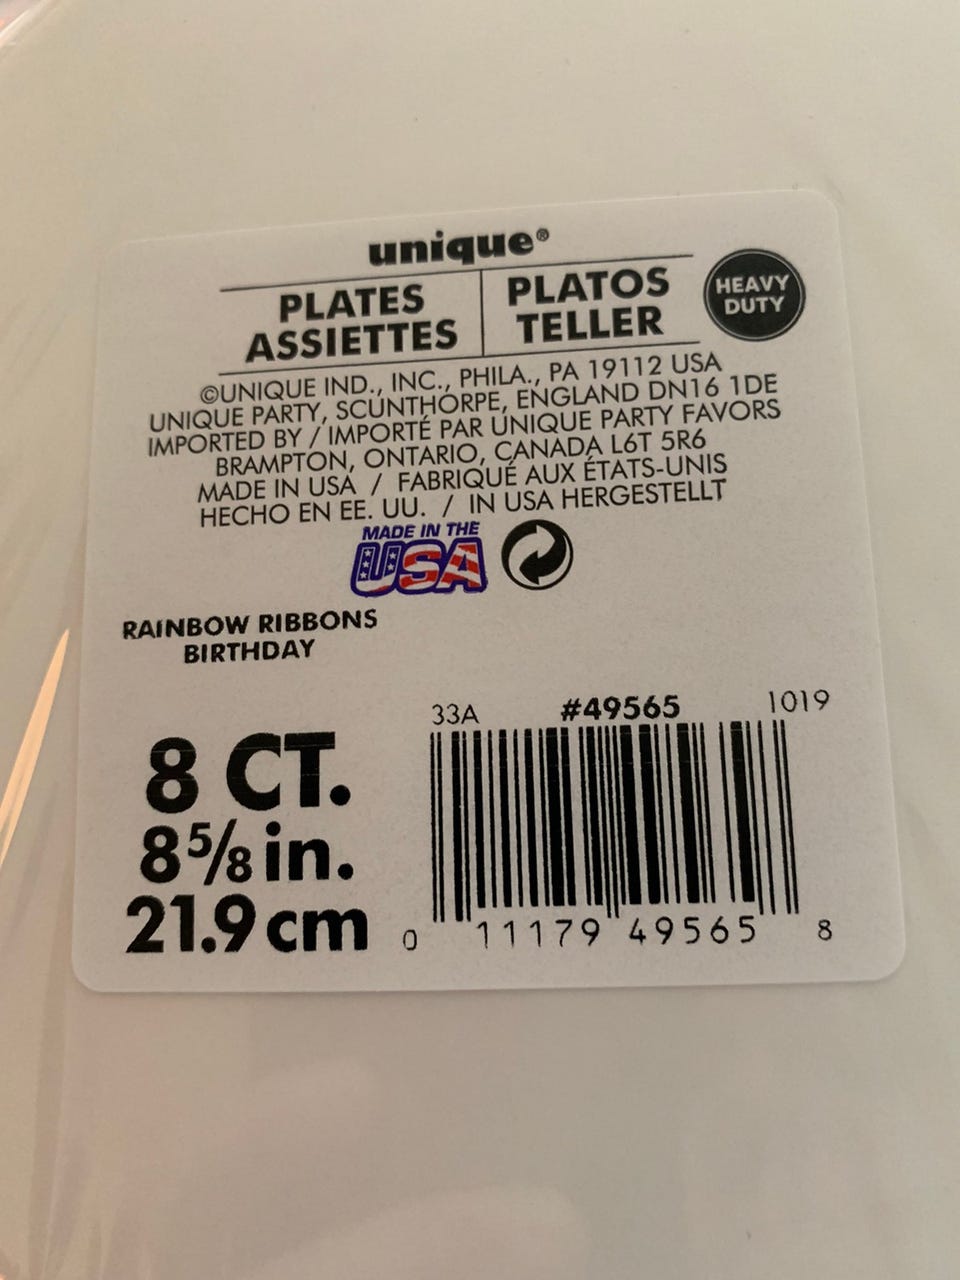 unique®
PLATES
ASSIETTES
PLATOS
TELLER
HEAVY
DUTY
©UNIQUE IND., INC., PHILA., PA 19112 USA
UNIQUE PARTY, SCUNTHORPE, ENGLAND DN16 1DE
IMPORTED BY / IMPORTÉ PAR UNIQUE PARTY FAVORS
BRAMPTON, ONTARIO, CANADA L6T 5R6
MADE IN USA / FABRIQUÉ AUX ÉTATS-UNIS
HECHO EN EE. UU. / IN USA HERGESTELLT
MADE IN THE
USA
RAINBOW RIBBONS
BIRTHDAY
33A #49565 1019
8 CT.
8 5/8 in.
21.9 cm
0 11179 49565 8